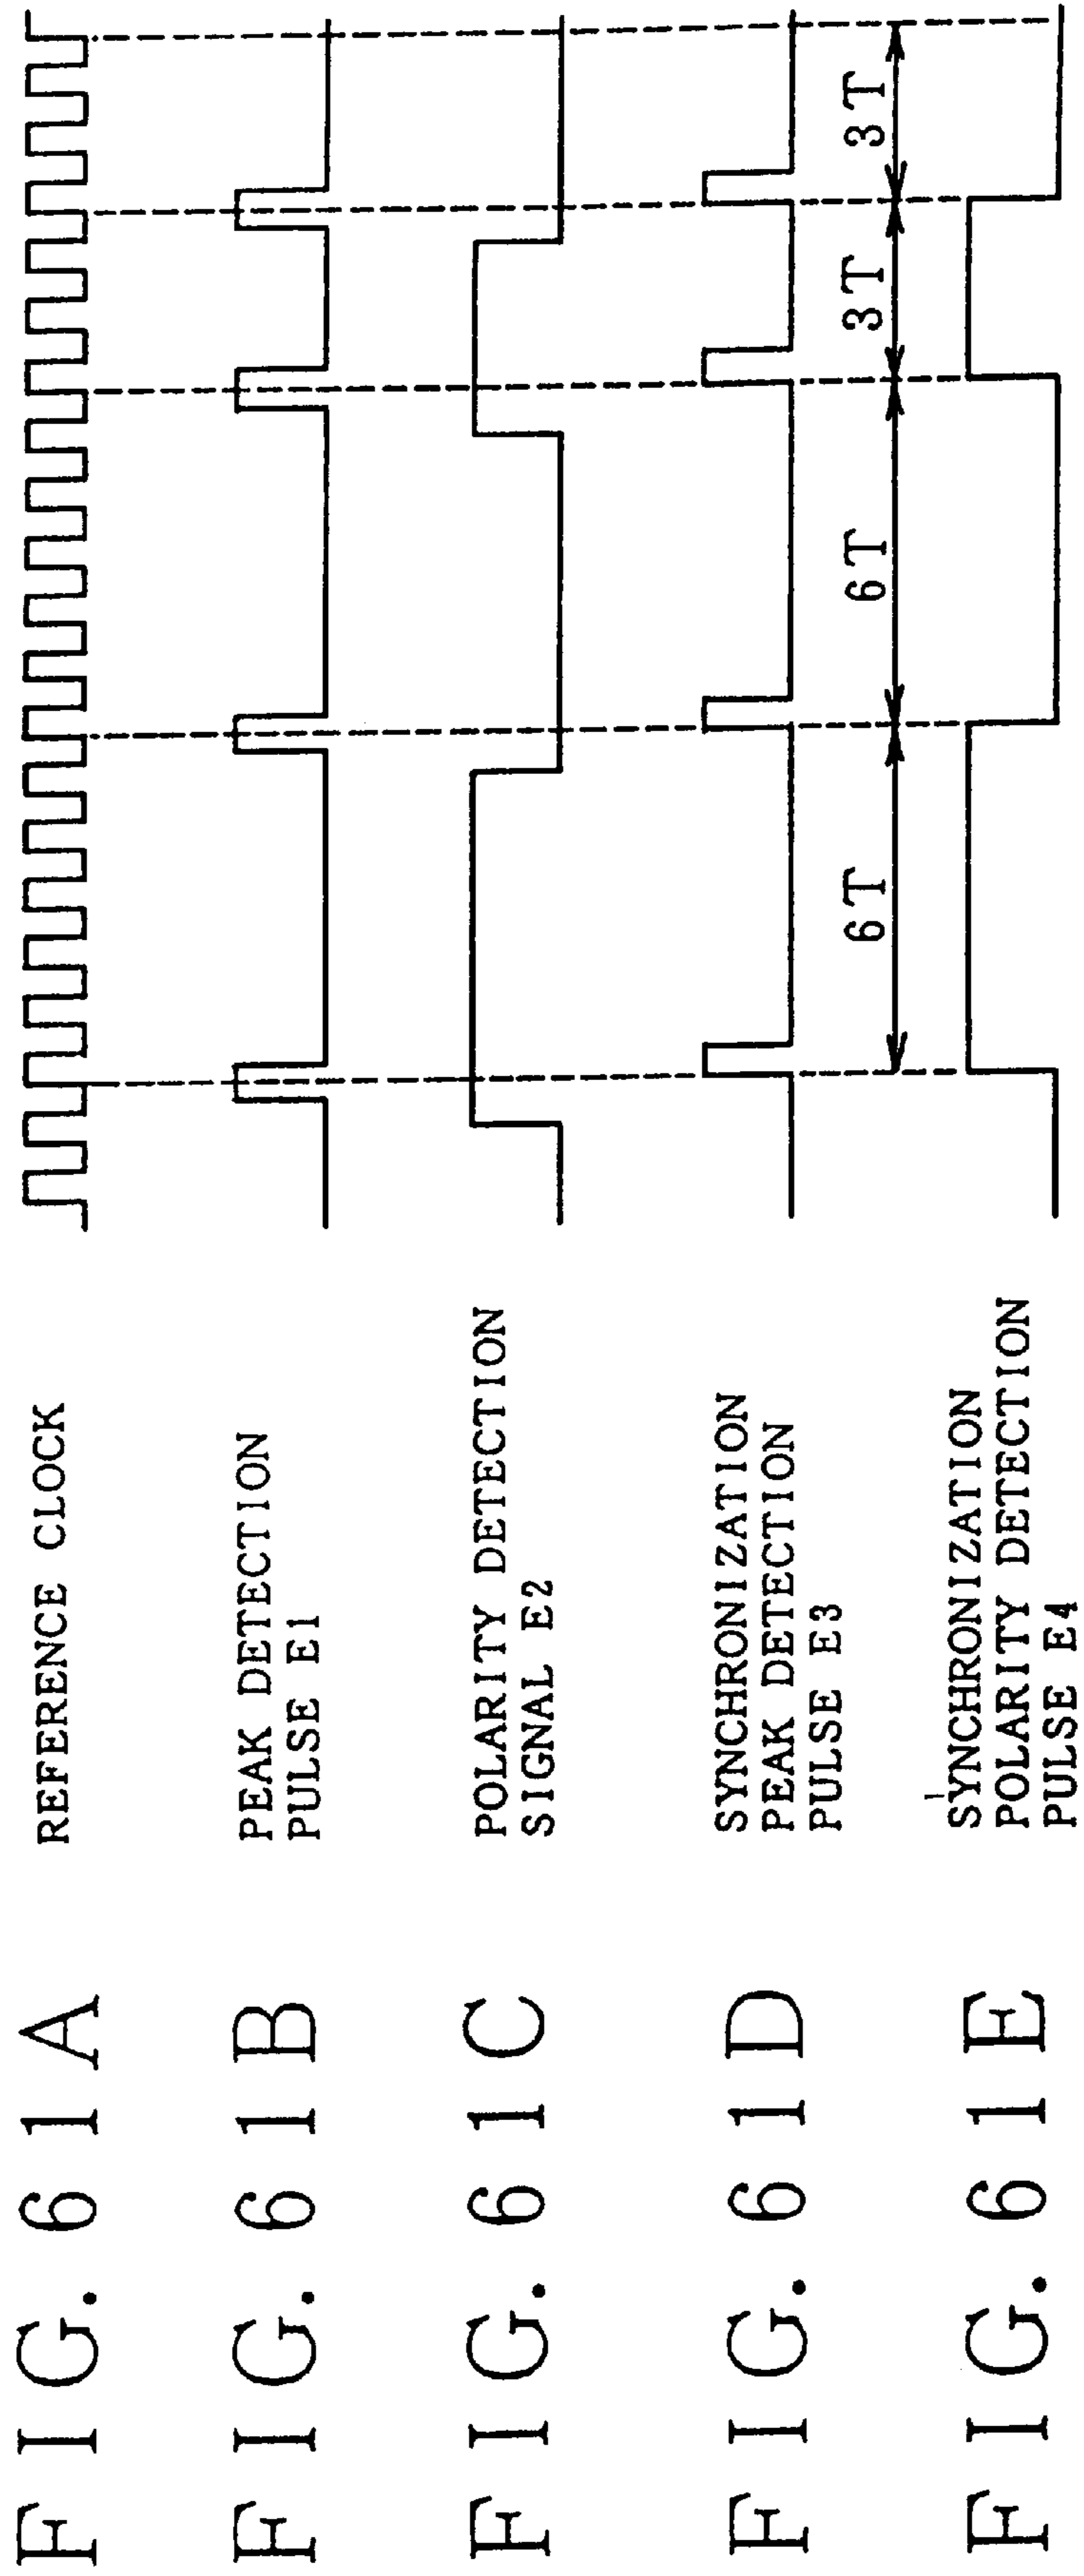 FIG. 61A
REFERENCE CLOCK
FIG. 61B
PEAK DETECTION
PULSE E1
FIG. 61C
POLARITY DETECTION
SIGNAL E2
FIG. 61D
SYNCHRONIZATION
PEAK DETECTION
PULSE E3
6T 6T 3T 3T
FIG. 61E
SYNCHRONIZATION
POLARITY DETECTION
PULSE E4